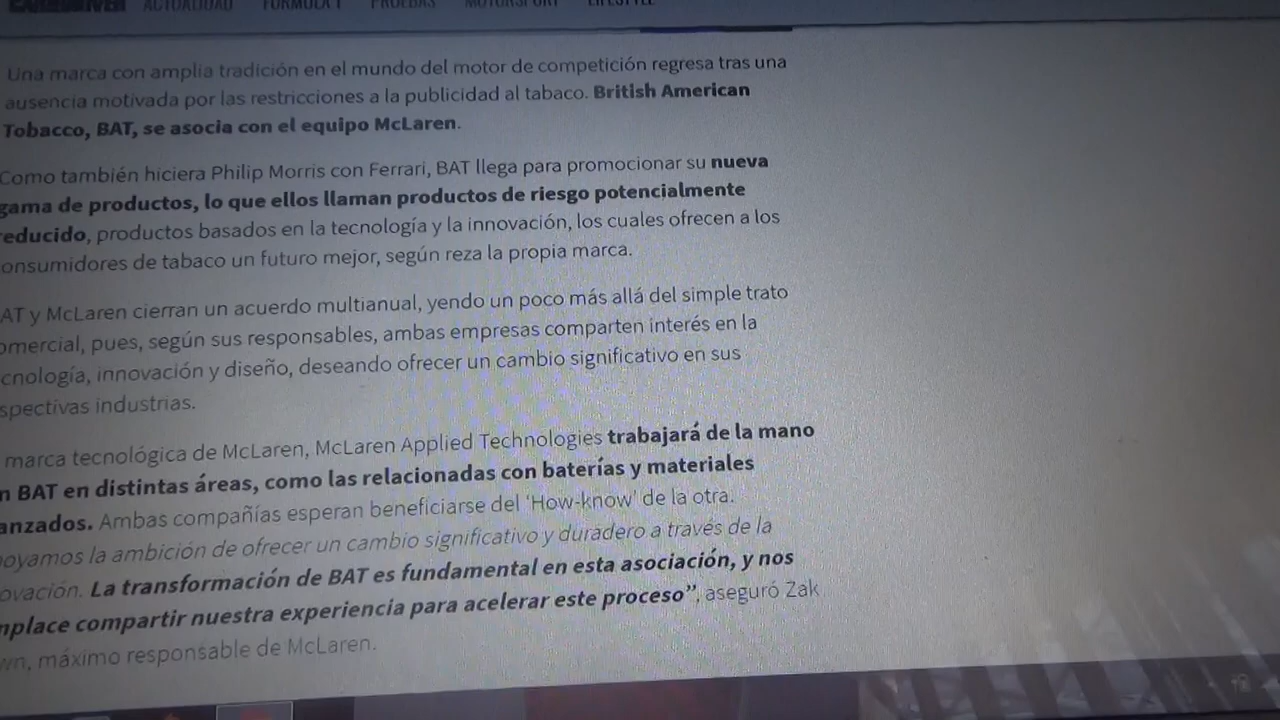 ACTUALIDAD FÓRMULA 1 PRUEBAS MOTORSPORT LIFESTYLE
Una marca con amplia tradición en el mundo del motor de competición regresa tras una
ausencia motivada por las restricciones a la publicidad al tabaco. British American
Tobacco, BAT, se asocia con el equipo McLaren.
Como también hiciera Philip Morris con Ferrari, BAT llega para promocionar su nueva
gama de productos, lo que ellos llaman productos de riesgo potencialmente
reducido, productos basados en la tecnología y la innovación, los cuales ofrecen a los
onsumidores de tabaco un futuro mejor, según reza la propia marca.
AT y McLaren cierran un acuerdo multianual, yendo un poco más allá del simple trato
omercial, pues, según sus responsables, ambas empresas comparten interés en la
cnología, innovación y diseño, deseando ofrecer un cambio significativo en sus
spectivas industrias.
marca tecnológica de McLaren, McLaren Applied Technologies trabajará de la mano
n BAT en distintas áreas, como las relacionadas con baterías y materiales
anzados. Ambas compañías esperan beneficiarse del 'How-know' de la otra.
oyamos la ambición de ofrecer un cambio significativo y duradero a través de la
ovación. La transformación de BAT es fundamental en esta asociación, y nos
mplace compartir nuestra experiencia para acelerar este proceso”, aseguró Zak
wn, máximo responsable de McLaren.